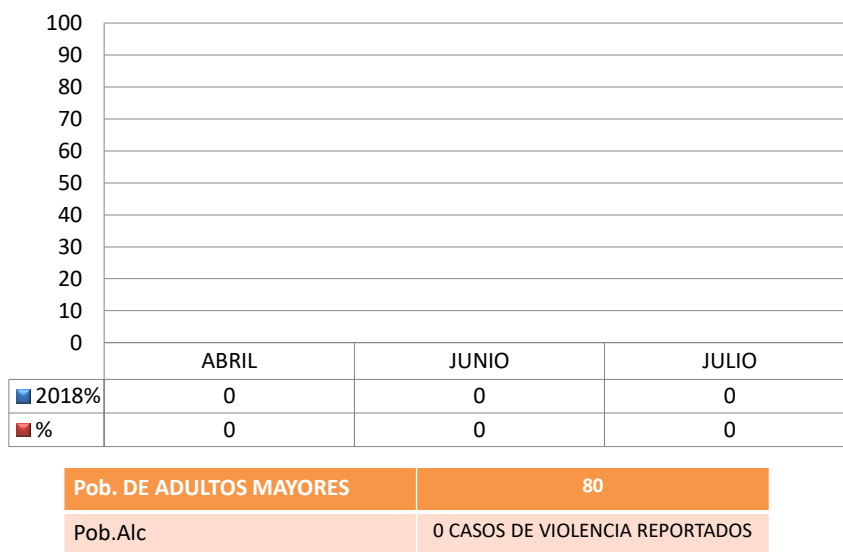 100
90
80
70
60
50
40
30
20
10
0
ABRIL JUNIO JULIO
2018% 0 0 0
% 0 0 0
Pob. DE ADULTOS MAYORES 80
Pob.Alc 0 CASOS DE VIOLENCIA REPORTADOS